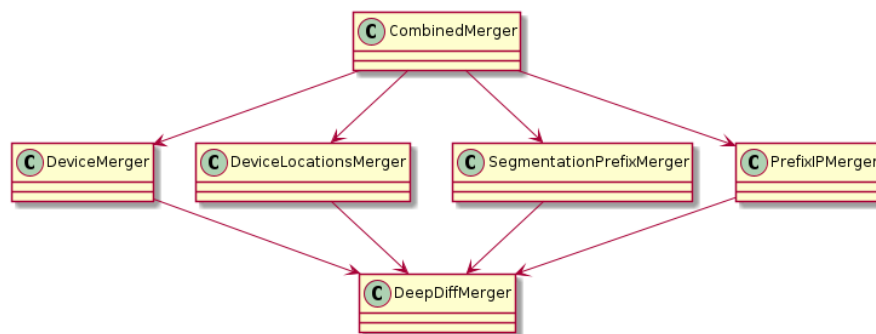 C CombinedMerger
C DeviceMerger
C DeviceLocationsMerger
C SegmentationPrefixMerger
C PrefixIPMerger
C DeepDiffMerger